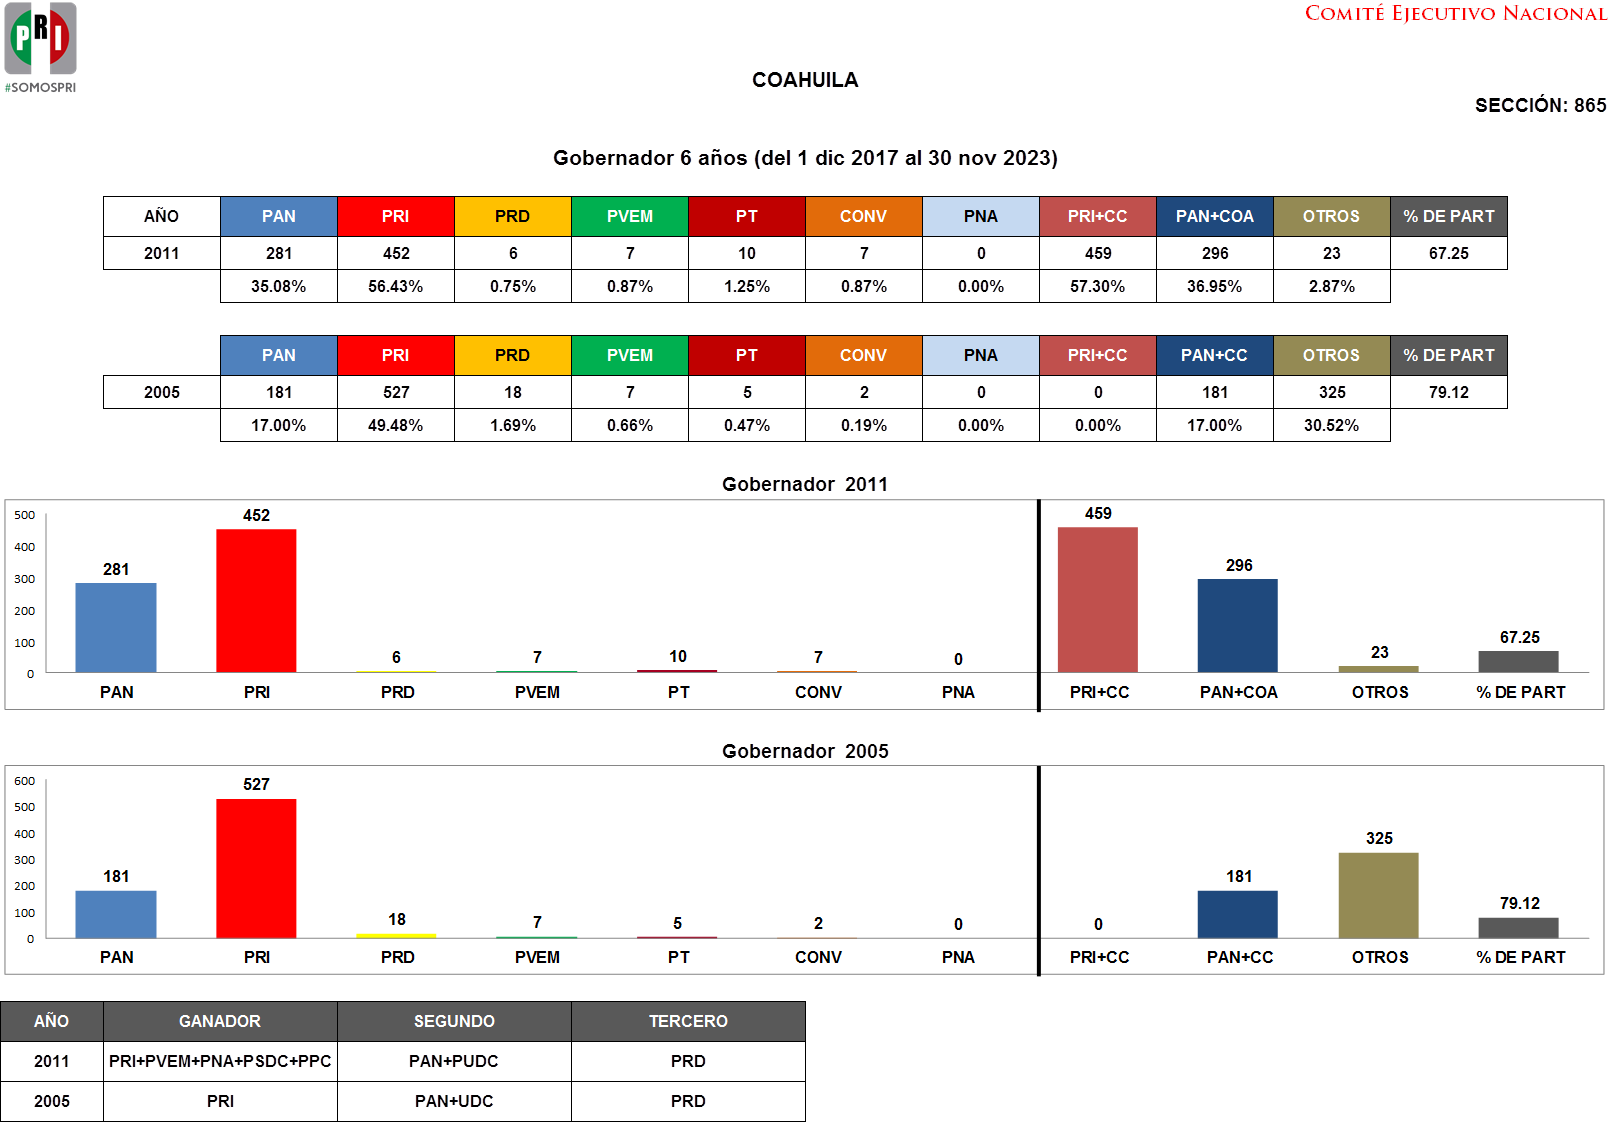 PRI
#SOMOSPRI
COMITÉ EJECUTIVO NACIONAL
COAHUILA
SECCIÓN: 865
Gobernador 6 años (del 1 dic 2017 al 30 nov 2023)
AÑO PAN PRI PRD PVEM PT CONV PNA PRI+CC PAN+COA OTROS % DE PART
2011 281 452 6 7 10 7 0 459 296 23 67.25
35.08% 56.43% 0.75% 0.87% 1.25% 0.87% 0.00% 57.30% 36.95% 2.87%
PAN PRI PRD PVEM PT CONV PNA PRI+CC PAN+CC OTROS % DE PART
2005 181 527 18 7 5 2 0 0 181 325 79.12
17.00% 49.48% 1.69% 0.66% 0.47% 0.19% 0.00% 0.00% 17.00% 30.52%
Gobernador 2011
500
400
300
200
100
0
281 452 6 7 10 7 0 459 296 23 67.25
PAN PRI PRD PVEM PT CONV PNA PRI+CC PAN+COA OTROS % DE PART
Gobernador 2005
600
500
400
300
200
100
0
181 527 18 7 5 2 0 0 181 325 79.12
PAN PRI PRD PVEM PT CONV PNA PRI+CC PAN+CC OTROS % DE PART
AÑO GANADOR SEGUNDO TERCERO
2011 PRI+PVEM+PNA+PSDC+PPC PAN+PUDC PRD
2005 PRI PAN+UDC PRD